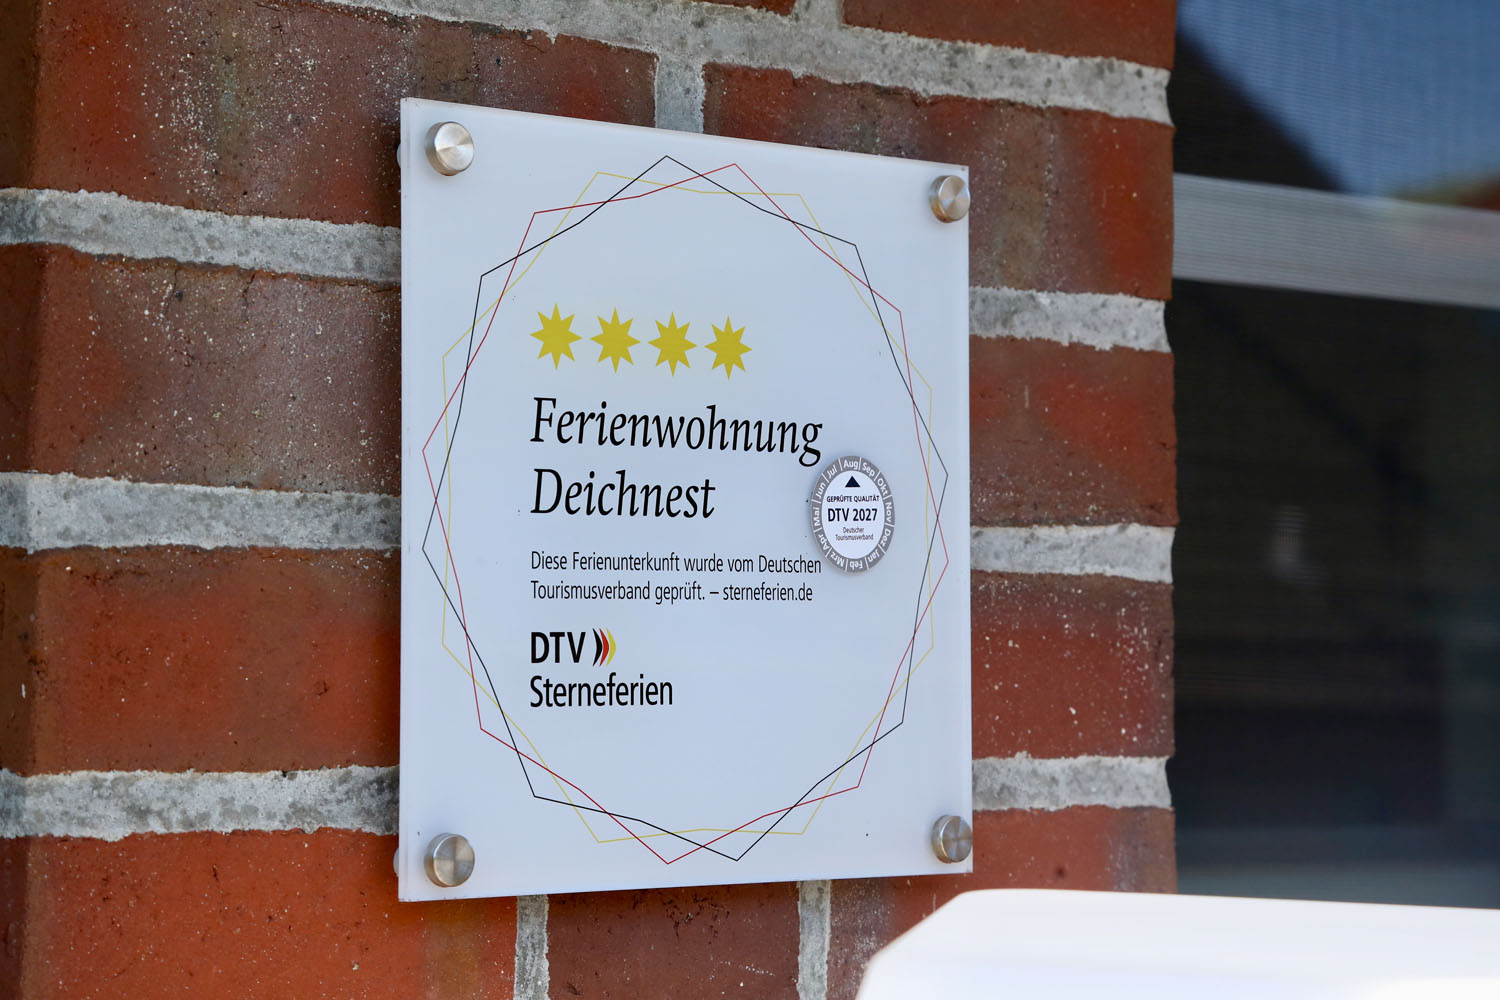 Ferienwohnung
Deichnest
Diese Ferienunterkunft wurde vom Deutschen
Tourismusverband geprüft. – sterneferien.de
DTV
Sterneferien
Jan Feb Mrz Apr Mai Jun Jul Aug Sep Okt Nov Dez
GEPRÜFTE QUALITÄT
DTV 2027
Deutscher
Tourismusverband